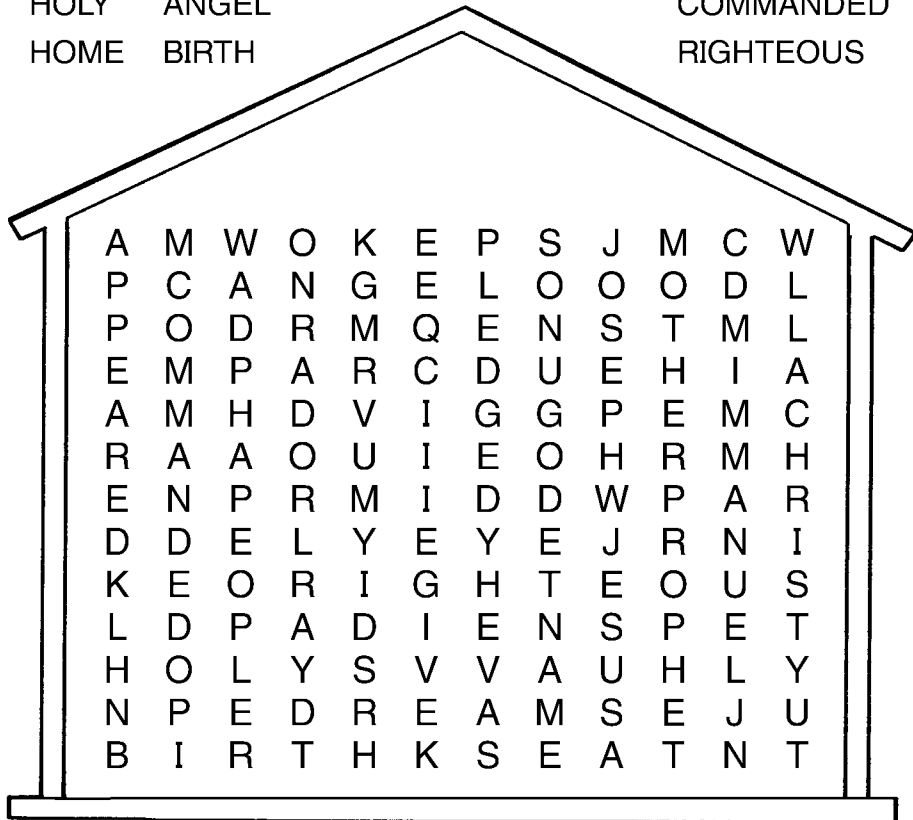 HOLY ANGEL COMMANDED
HOME BIRTH RIGHTEOUS
A M W O K E P S J M C W
P C A N G E L O O O D L
P O D R M Q E N S T M L
E M P A R C D U E H I A
A M H D V I G G P E M C
R A A O U I E O H R M H
E N P R M I D D W P A R
D D E L Y E Y E J R N I
K E O R I G H T E O U S
L D P A D I E N S P E T
H O L Y S V V A U H L Y
N P E D R E A M S E J U
B I R T H K S E A T N T